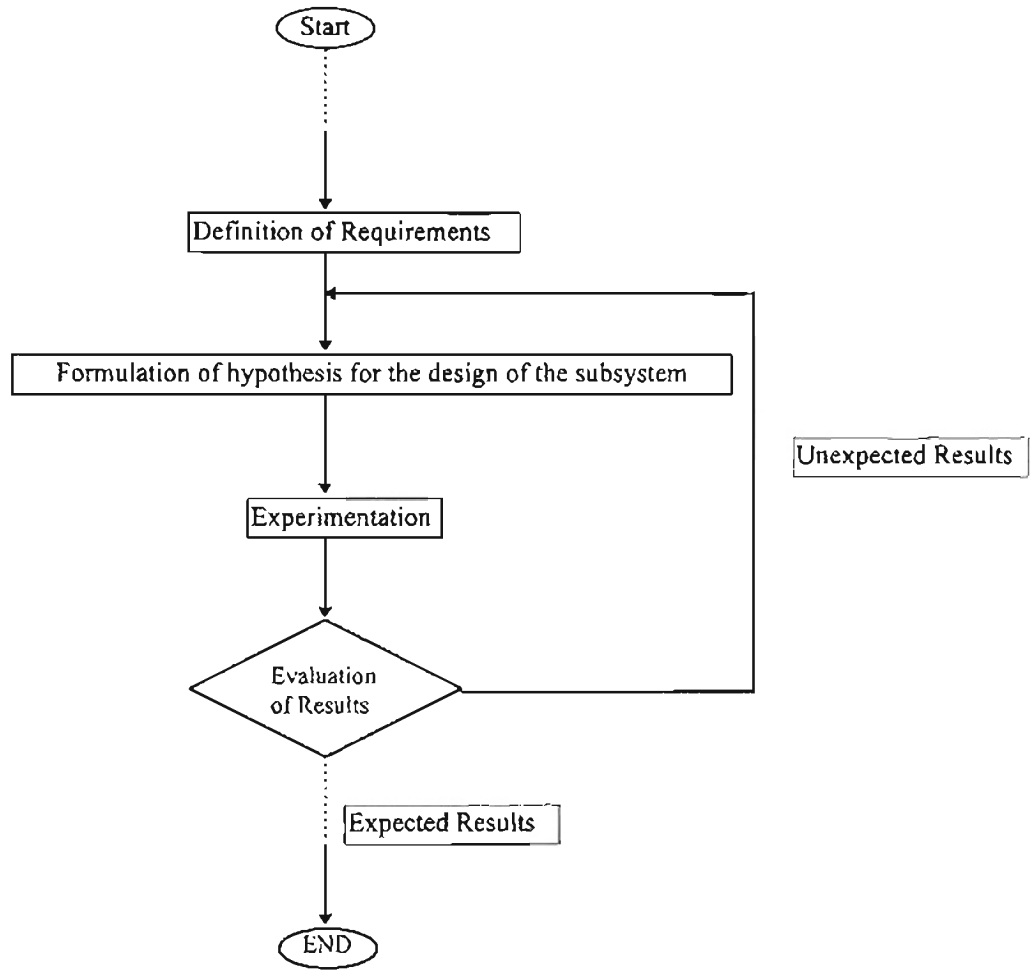 Start
Definition of Requirements
Formulation of hypothesis for the design of the subsystem
Unexpected Results
Experimentation
Evaluation
of Results
Expected Results
END